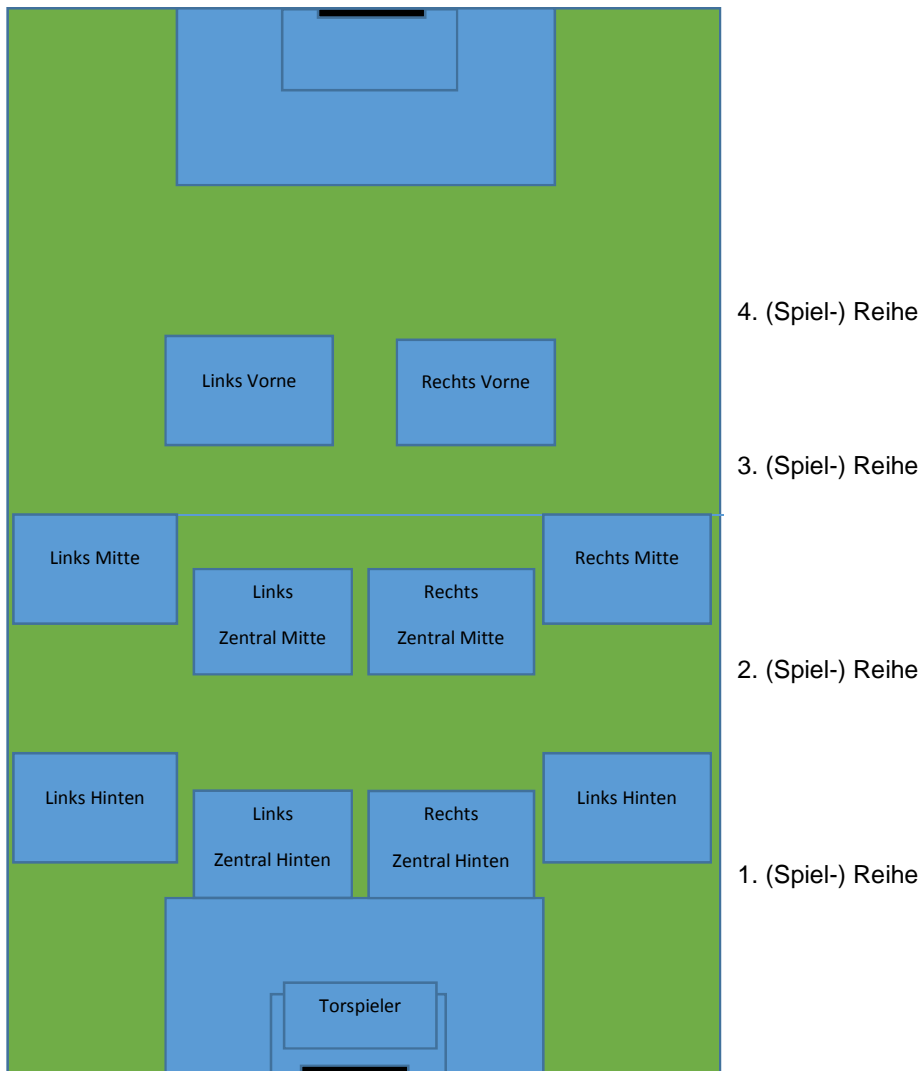 4. (Spiel-) Reihe
Links Vorne
Rechts Vorne
3. (Spiel-) Reihe
Links Mitte
Rechts Mitte
Links
Zentral Mitte
Rechts
Zentral Mitte
2. (Spiel-) Reihe
Links Hinten
Links Hinten
Links
Zentral Hinten
Rechts
Zentral Hinten
1. (Spiel-) Reihe
Torspieler